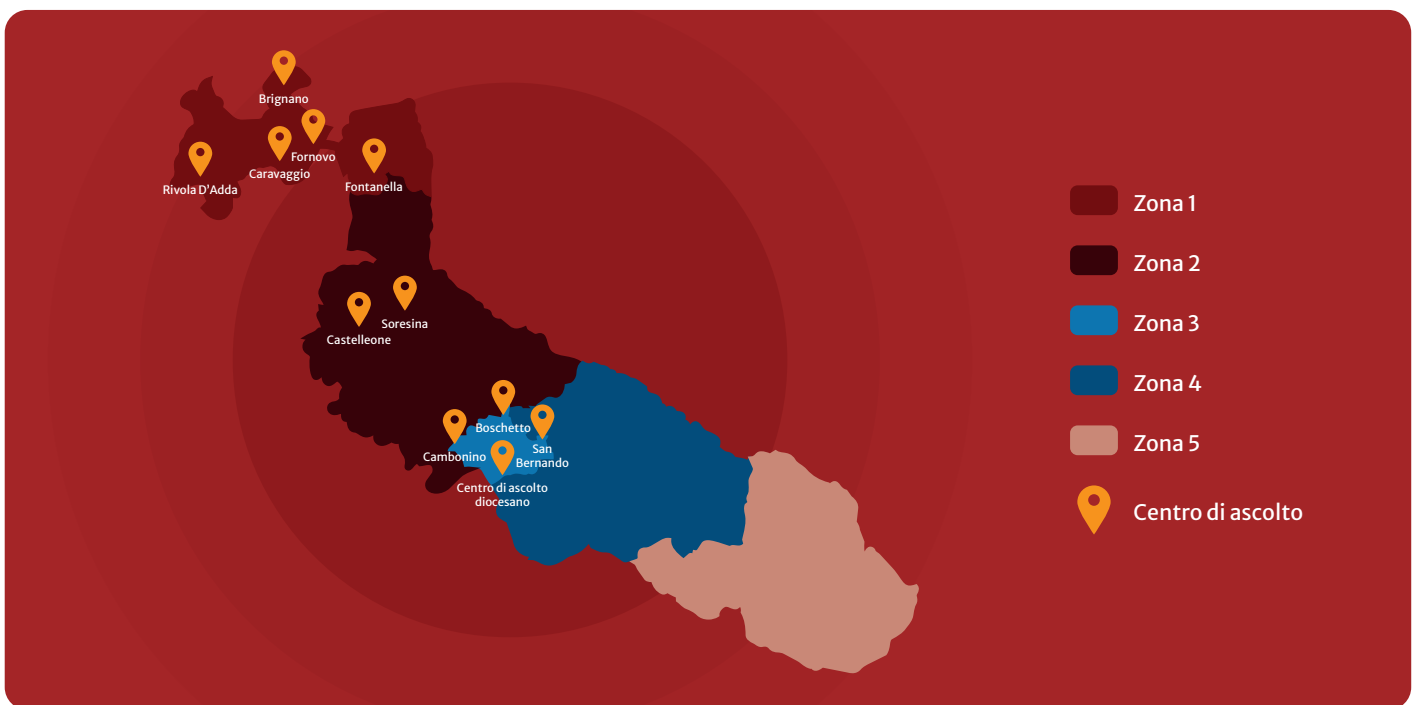 Brignano
Fornovo
Caravaggio
Rivola D'Adda
Fontanella
Soresina
Castelleone
Boschetto
San
Bernando
Cambonino
Centro di ascolto
diocesano
Zona 1
Zona 2
Zona 3
Zona 4
Zona 5
Centro di ascolto